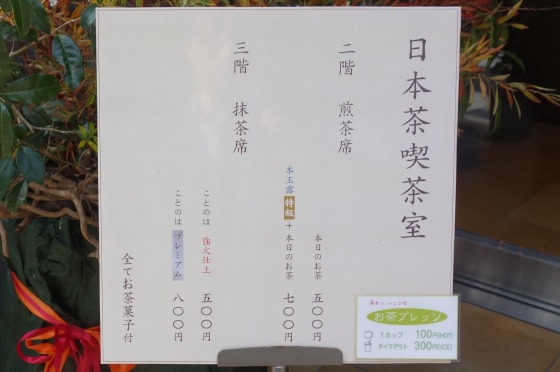 日本茶喫茶室
二階 煎茶席
本日のお茶 五〇〇円
本玉露 特級 + 本日のお茶 七〇〇円
三階 抹茶席
ことのは 強火仕上 五〇〇円
ことのは プレミアム 八〇〇円
全てお茶菓子付
お茶プレッソ
1カップ 100円(HOT)
テイクアウト 300円(ICE)